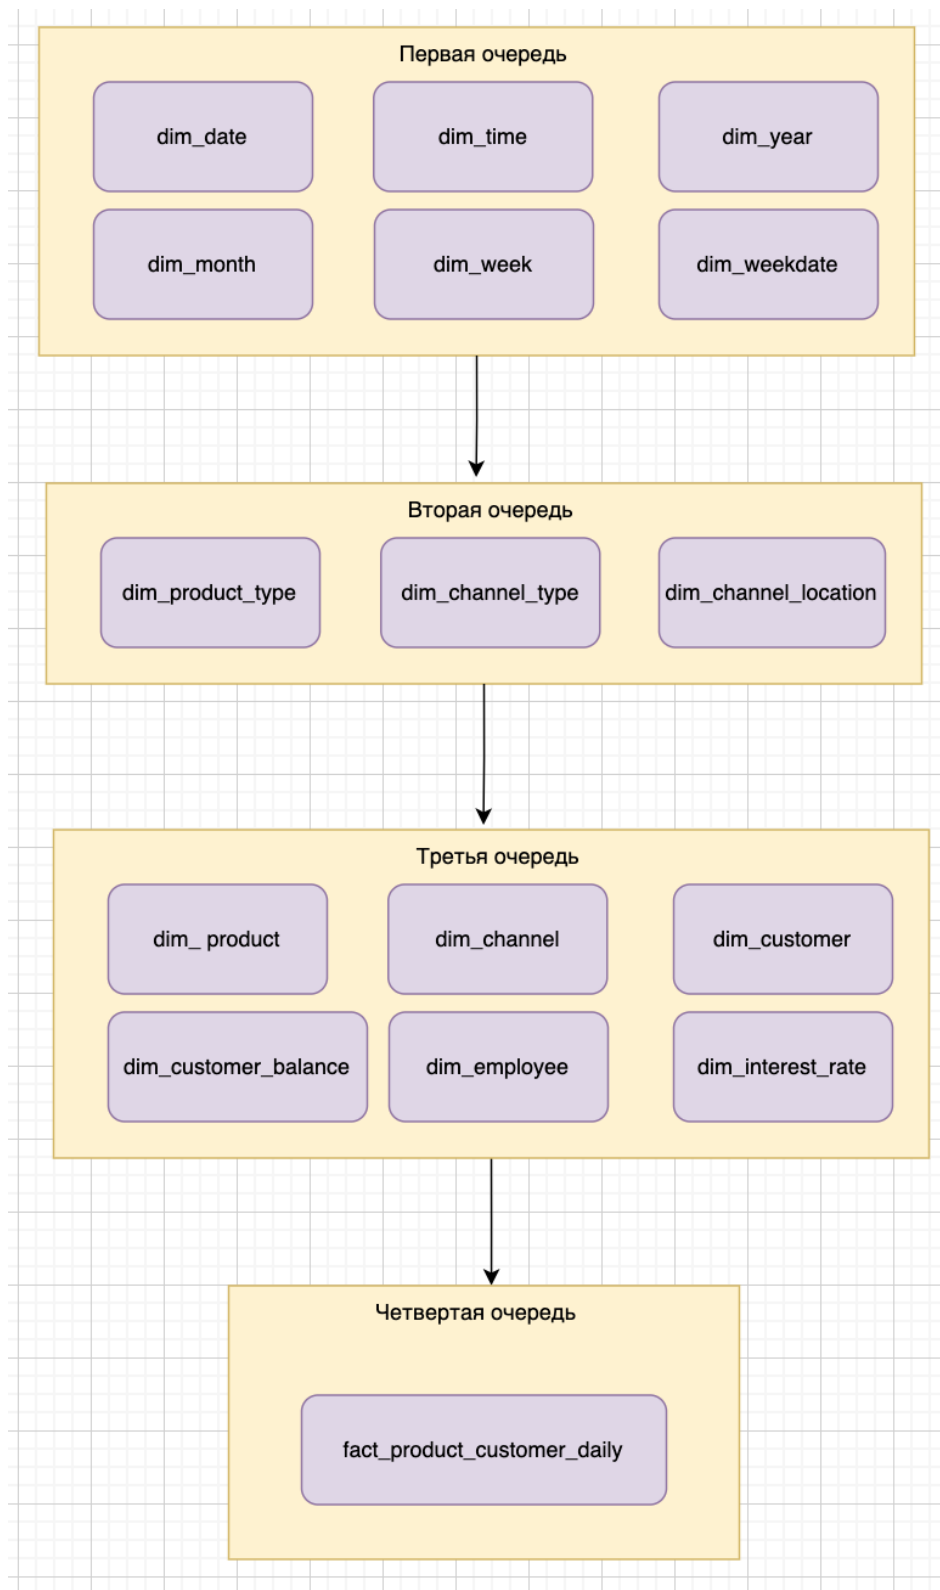 Первая очередь
dim_date
dim_time
dim_year
dim_month
dim_week
dim_weekdate
Вторая очередь
dim_product_type
dim_channel_type
dim_channel_location
Третья очередь
dim_ product
dim_channel
dim_customer
dim_customer_balance
dim_employee
dim_interest_rate
Четвертая очередь
fact_product_customer_daily